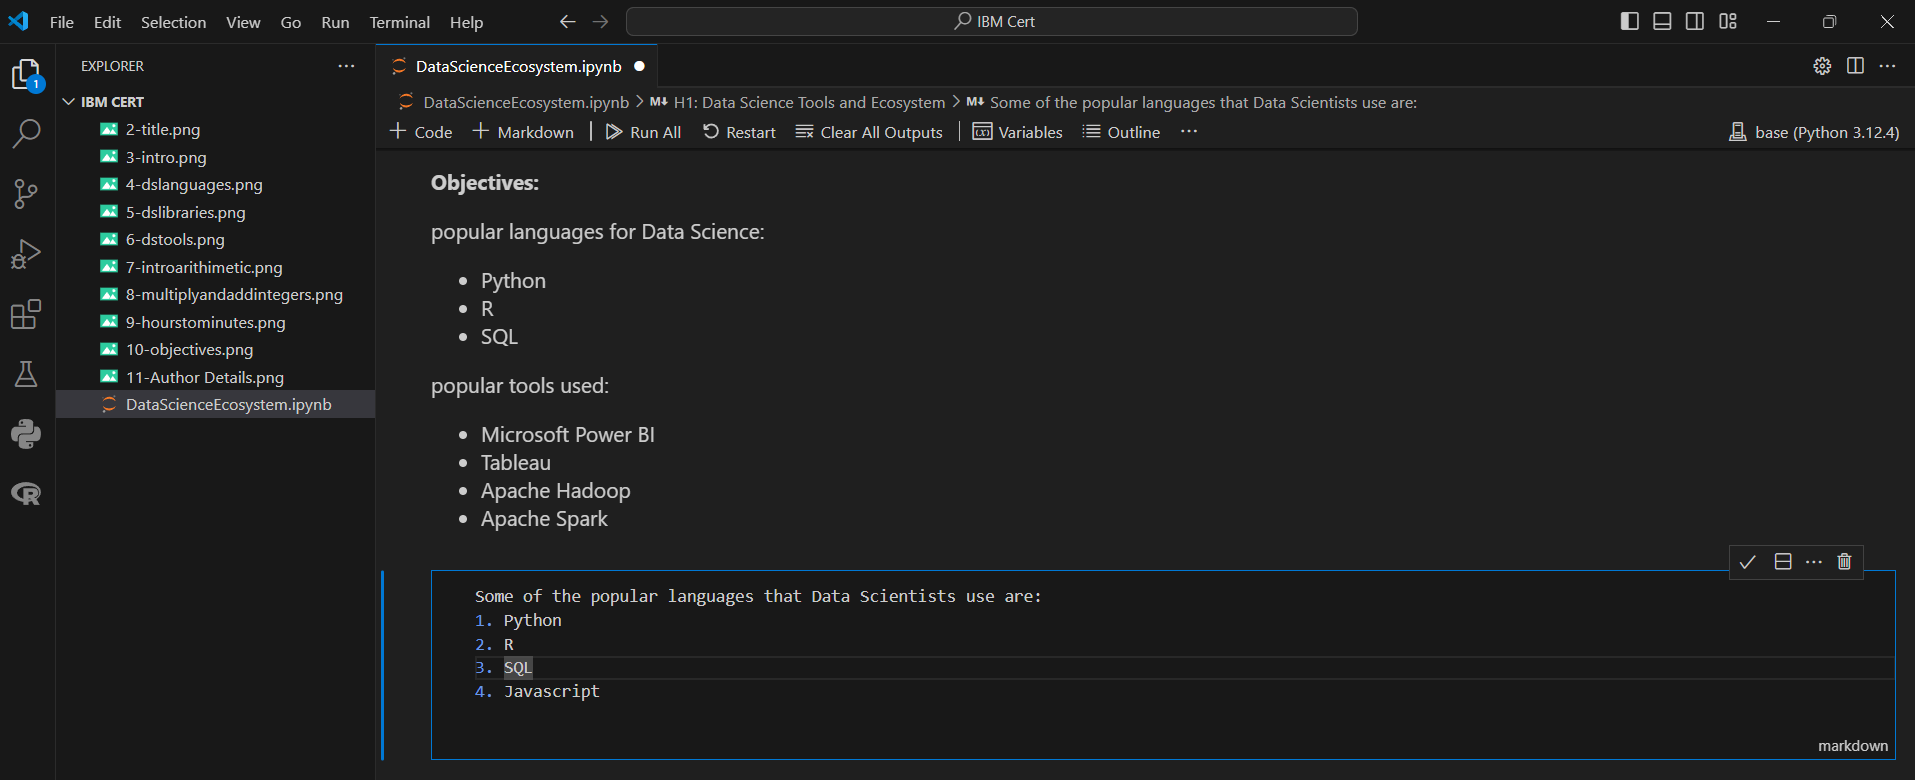 File Edit Selection View Go Run Terminal Help
IBM Cert
EXPLORER
1
IBM CERT
2-title.png
3-intro.png
4-dslanguages.png
5-dslibraries.png
6-dstools.png
7-introarithimetic.png
8-multiplyandaddintegers.png
9-hourstominutes.png
10-objectives.png
11-Author Details.png
DataScienceEcosystem.ipynb
DataScienceEcosystem.ipynb
DataScienceEcosystem.ipynb > M↓ H1: Data Science Tools and Ecosystem > M↓ Some of the popular languages that Data Scientists use are:
+ Code + Markdown | Run All Restart Clear All Outputs | Variables Outline ...
base (Python 3.12.4)
Objectives:
popular languages for Data Science:
• Python
• R
• SQL
popular tools used:
• Microsoft Power BI
• Tableau
• Apache Hadoop
• Apache Spark
Some of the popular languages that Data Scientists use are:
1. Python
2. R
3. SQL
4. Javascript
markdown